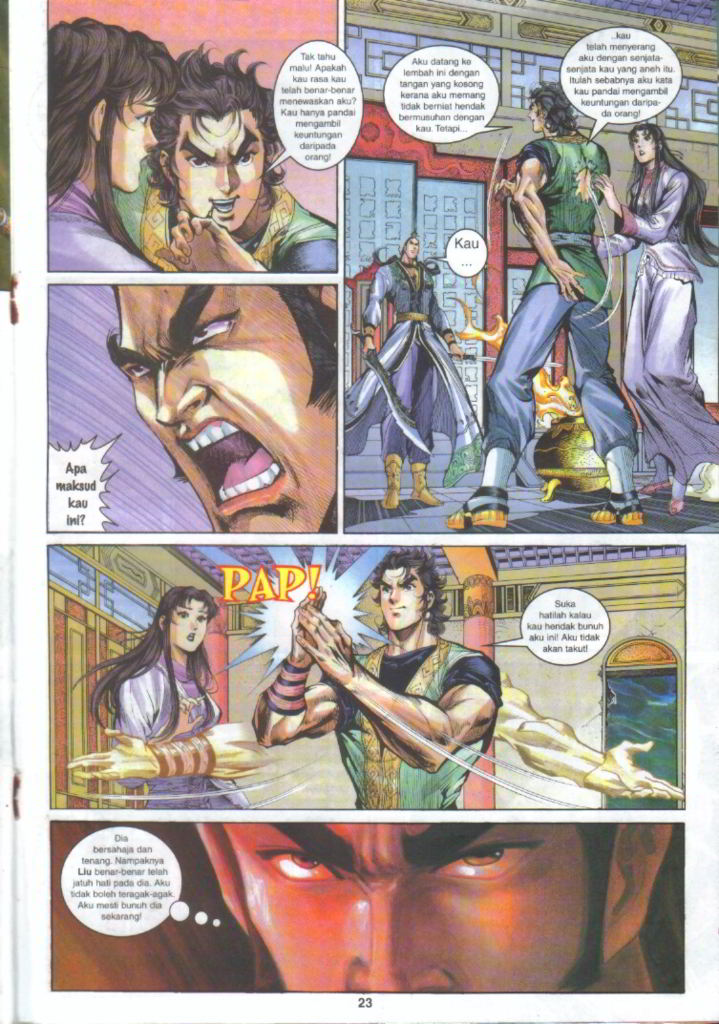 Tak tahu
malu! Apakah
kau rasa kau
telah benar-benar
menewaskan aku?
Kau hanya pandai
mengambil
keuntungan
daripada
orang!
Aku datang ke
lembah ini dengan
tangan yang kosong
kerana aku memang
tidak berniat hendak
bermusuhan dengan
kau. Tetapi...
...kau
telah menyerang
aku dengan senjata-
senjata kau yang aneh itu.
Itulah sebabnya aku kata
kau pandai mengambil
keuntungan daripa-
da orang!
Kau
...
Apa
maksud
kau
ini?
PAP!
Suka
hatilah kalau
kau hendak bunuh
aku ini! Aku tidak
akan takut!
Dia
bersahaja dan
tenang. Nampaknya
Liu benar-benar telah
jatuh hati pada dia. Aku
tidak boleh teragak-agak.
Aku mesti bunuh dia
sekarang!
23